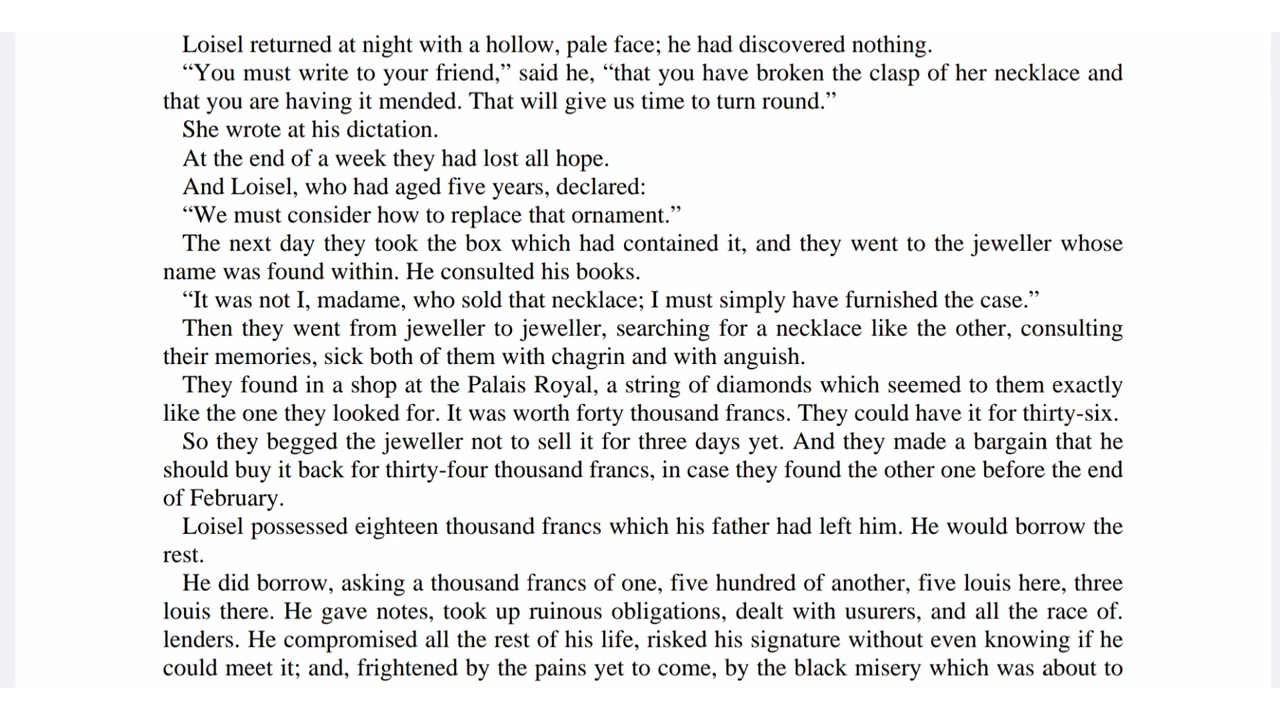 Loisel returned at night with a hollow, pale face; he had discovered nothing.
“You must write to your friend,” said he, “that you have broken the clasp of her necklace and
that you are having it mended. That will give us time to turn round.”
She wrote at his dictation.
At the end of a week they had lost all hope.
And Loisel, who had aged five years, declared:
“We must consider how to replace that ornament.”
The next day they took the box which had contained it, and they went to the jeweller whose
name was found within. He consulted his books.
“It was not I, madame, who sold that necklace; I must simply have furnished the case.”
Then they went from jeweller to jeweller, searching for a necklace like the other, consulting
their memories, sick both of them with chagrin and with anguish.
They found in a shop at the Palais Royal, a string of diamonds which seemed to them exactly
like the one they looked for. It was worth forty thousand francs. They could have it for thirty-six.
So they begged the jeweller not to sell it for three days yet. And they made a bargain that he
should buy it back for thirty-four thousand francs, in case they found the other one before the end
of February.
Loisel possessed eighteen thousand francs which his father had left him. He would borrow the
rest.
He did borrow, asking a thousand francs of one, five hundred of another, five louis here, three
louis there. He gave notes, took up ruinous obligations, dealt with usurers, and all the race of.
lenders. He compromised all the rest of his life, risked his signature without even knowing if he
could meet it; and, frightened by the pains yet to come, by the black misery which was about to